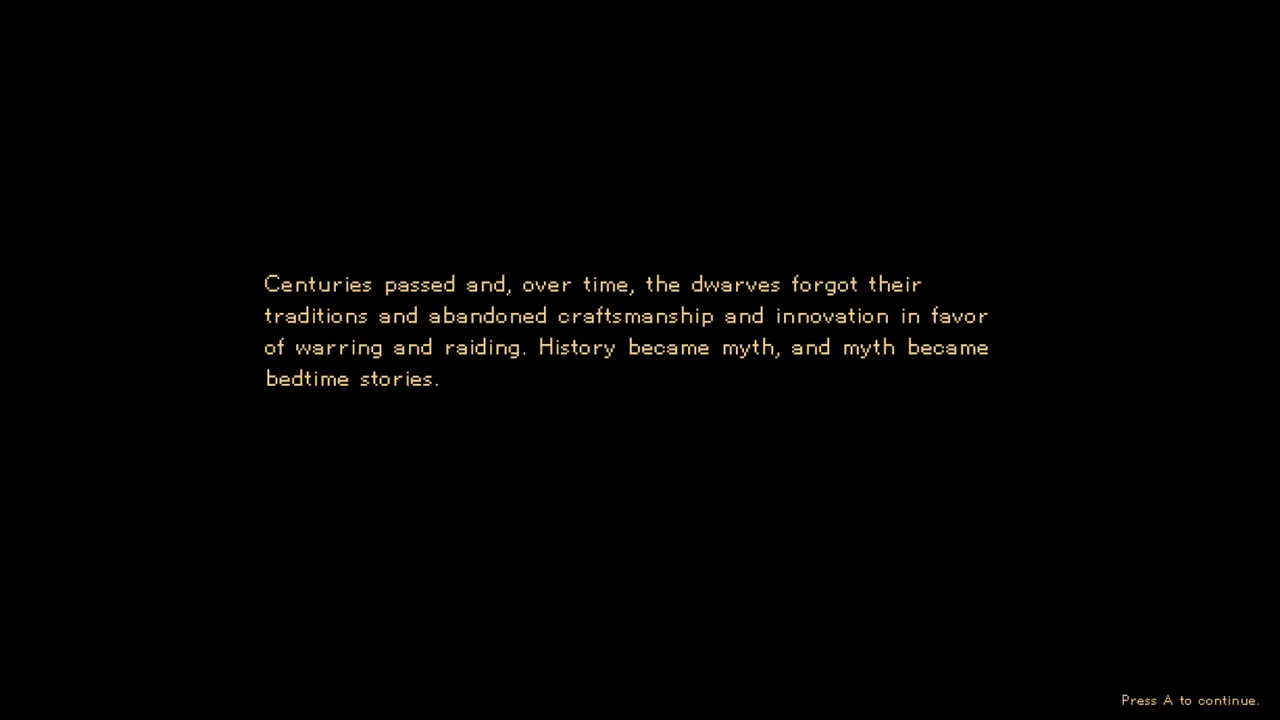 Centuries passed and, over time, the dwarves forgot their
traditions and abandoned craftsmanship and innovation in favor
of warring and raiding. History became myth, and myth became
bedtime stories.
Press A to continue.